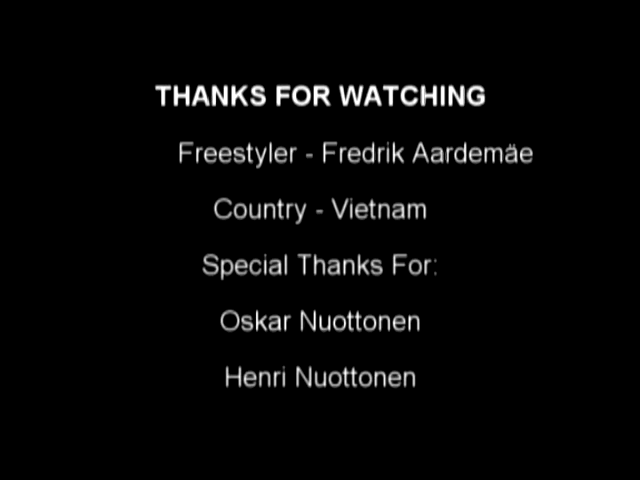 THANKS FOR WATCHING
Freestyler - Fredrik Aardemäe
Country - Vietnam
Special Thanks For:
Oskar Nuottonen
Henri Nuottonen